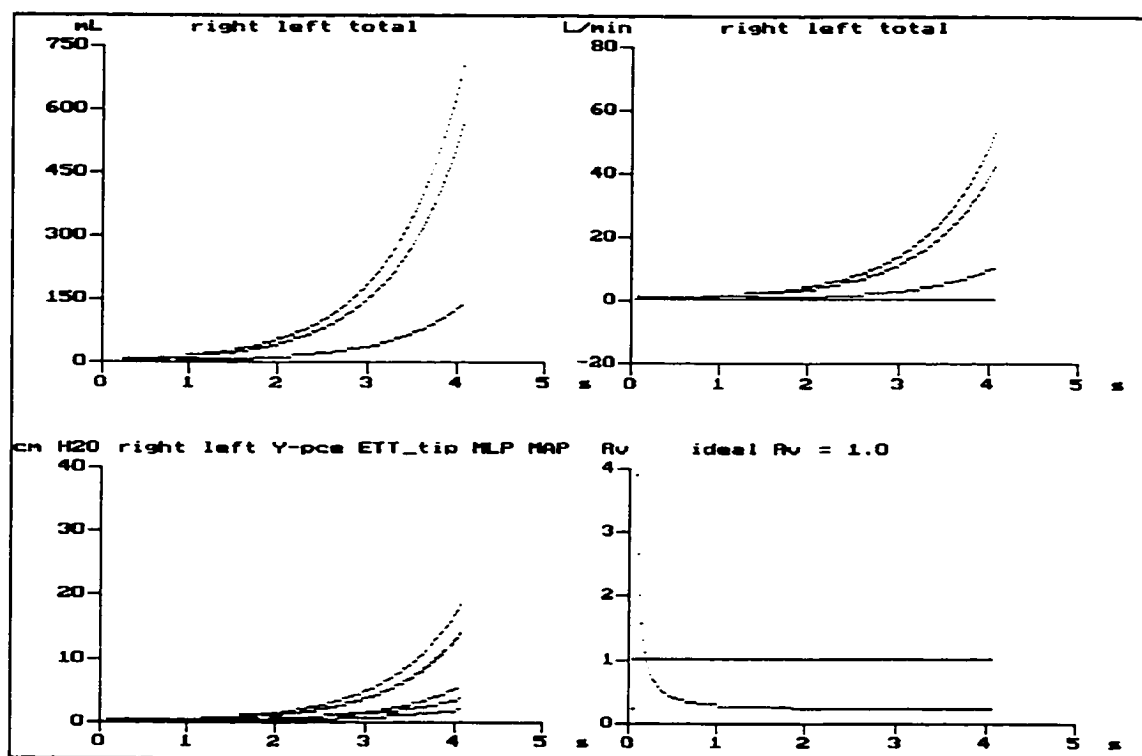 mL right left total
750
600
450
300
150
0
0 1 2 3 4 5 s
L/min right left total
80
60
40
20
0
-20
0 1 2 3 4 5 s
cm H2O right left Y-pce ETT_tip MLP MAP
40
30
20
10
0
0 1 2 3 4 5 s
Rv ideal Rv = 1.0
4
3
2
1
0
0 1 2 3 4 5 s